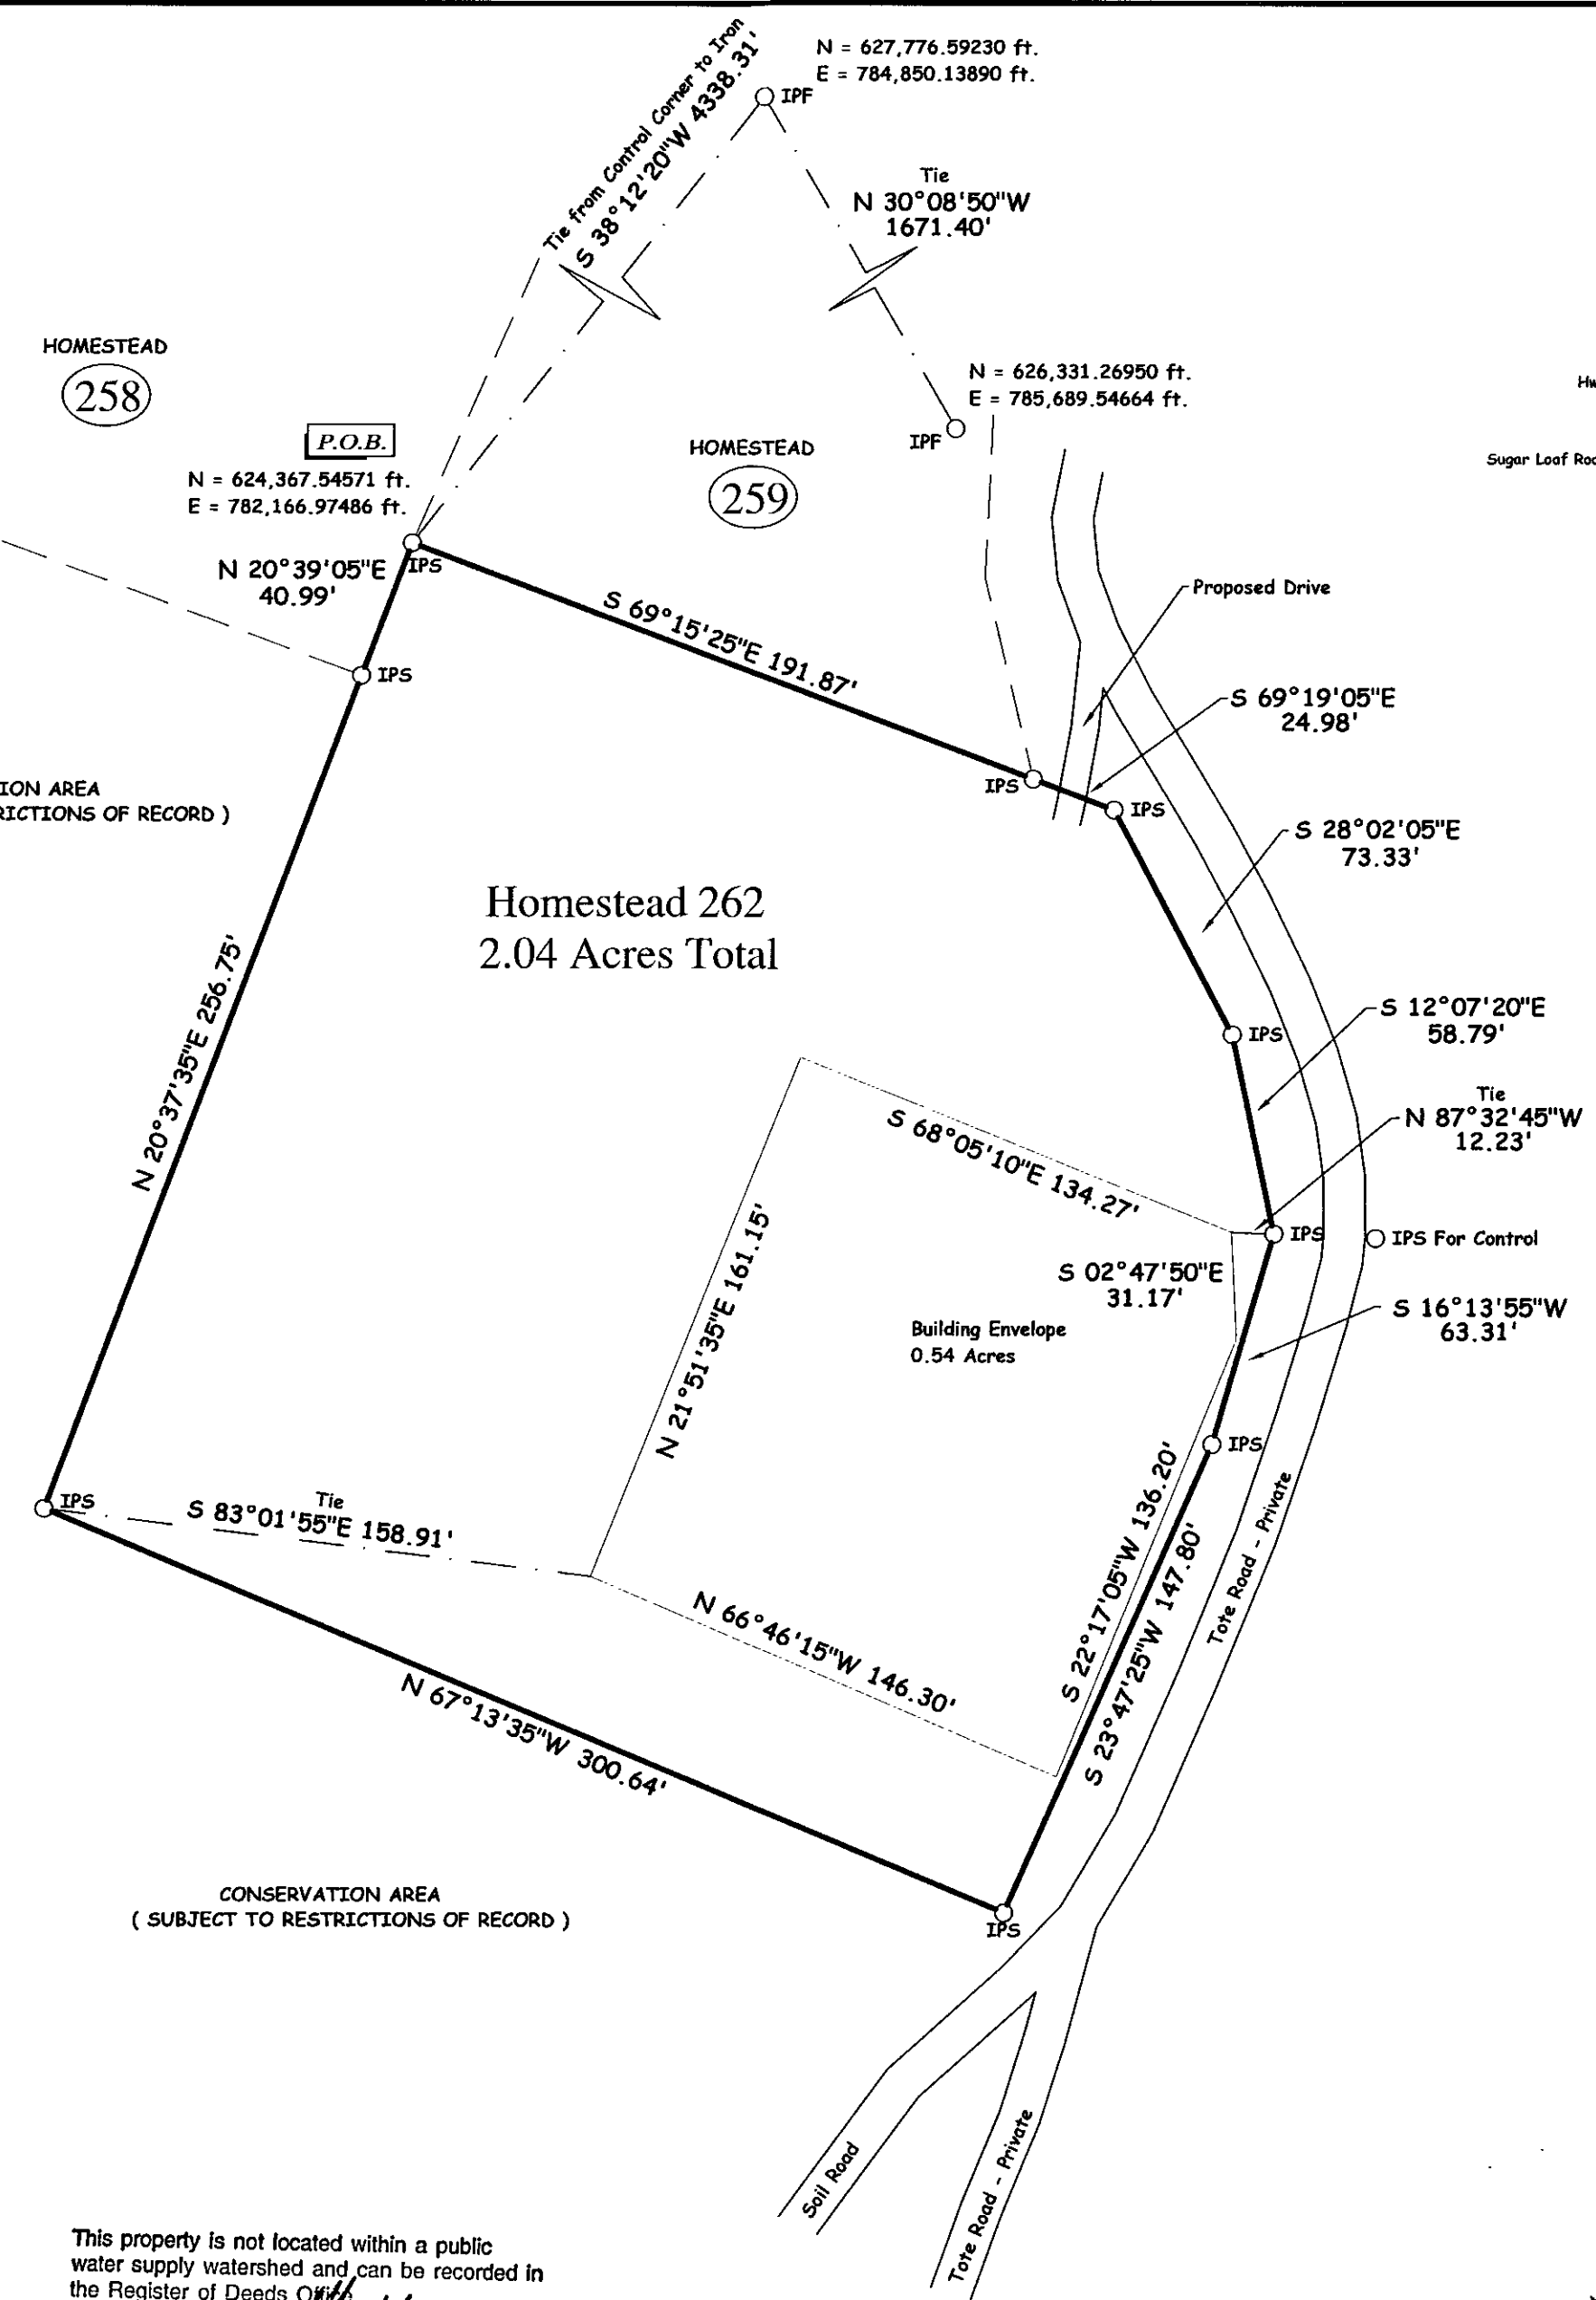 Tie from Control Corner to Iron
S 38°12'20"W 4338.31'
N = 627,776.59230 ft.
E = 784,850.13890 ft.
IPF
Tie
N 30°08'50"W
1671.40'
HOMESTEAD
258
P.O.B.
N = 624,367.54571 ft.
E = 782,166.97486 ft.
HOMESTEAD
259
N = 626,331.26950 ft.
E = 785,689.54664 ft.
IPF
Sugar Loaf
N 20°39'05"E
40.99'
IPS
IPS
S 69°15'25"E 191.87'
Proposed Drive
S 69°19'05"E
24.98'
IPS
IPS
ION AREA
RICTIONS OF RECORD )
S 28°02'05"E
73.33'
Homestead 262
2.04 Acres Total
N 20°37'35"E 256.75'
S 12°07'20"E
58.79'
IPS
Tie
N 87°32'45"W
12.23'
S 68°05'10"E 134.27'
IPS
IPS For Control
S 02°47'50"E
31.17'
N 21°51'35"E 161.15'
Building Envelope
0.54 Acres
S 16°13'55"W
63.31'
IPS
IPS
Tie
S 83°01'55"E 158.91'
S 22°17'05"W 136.20'
S 23°47'25"W 147.80'
Tote Road - Private
N 66°46'15"W 146.30'
N 67°13'35"W 300.64'
CONSERVATION AREA
( SUBJECT TO RESTRICTIONS OF RECORD )
IPS
Soil Road
Tote Road - Private
This property is not located within a public
water supply watershed and can be recorded in
the Register of Deeds